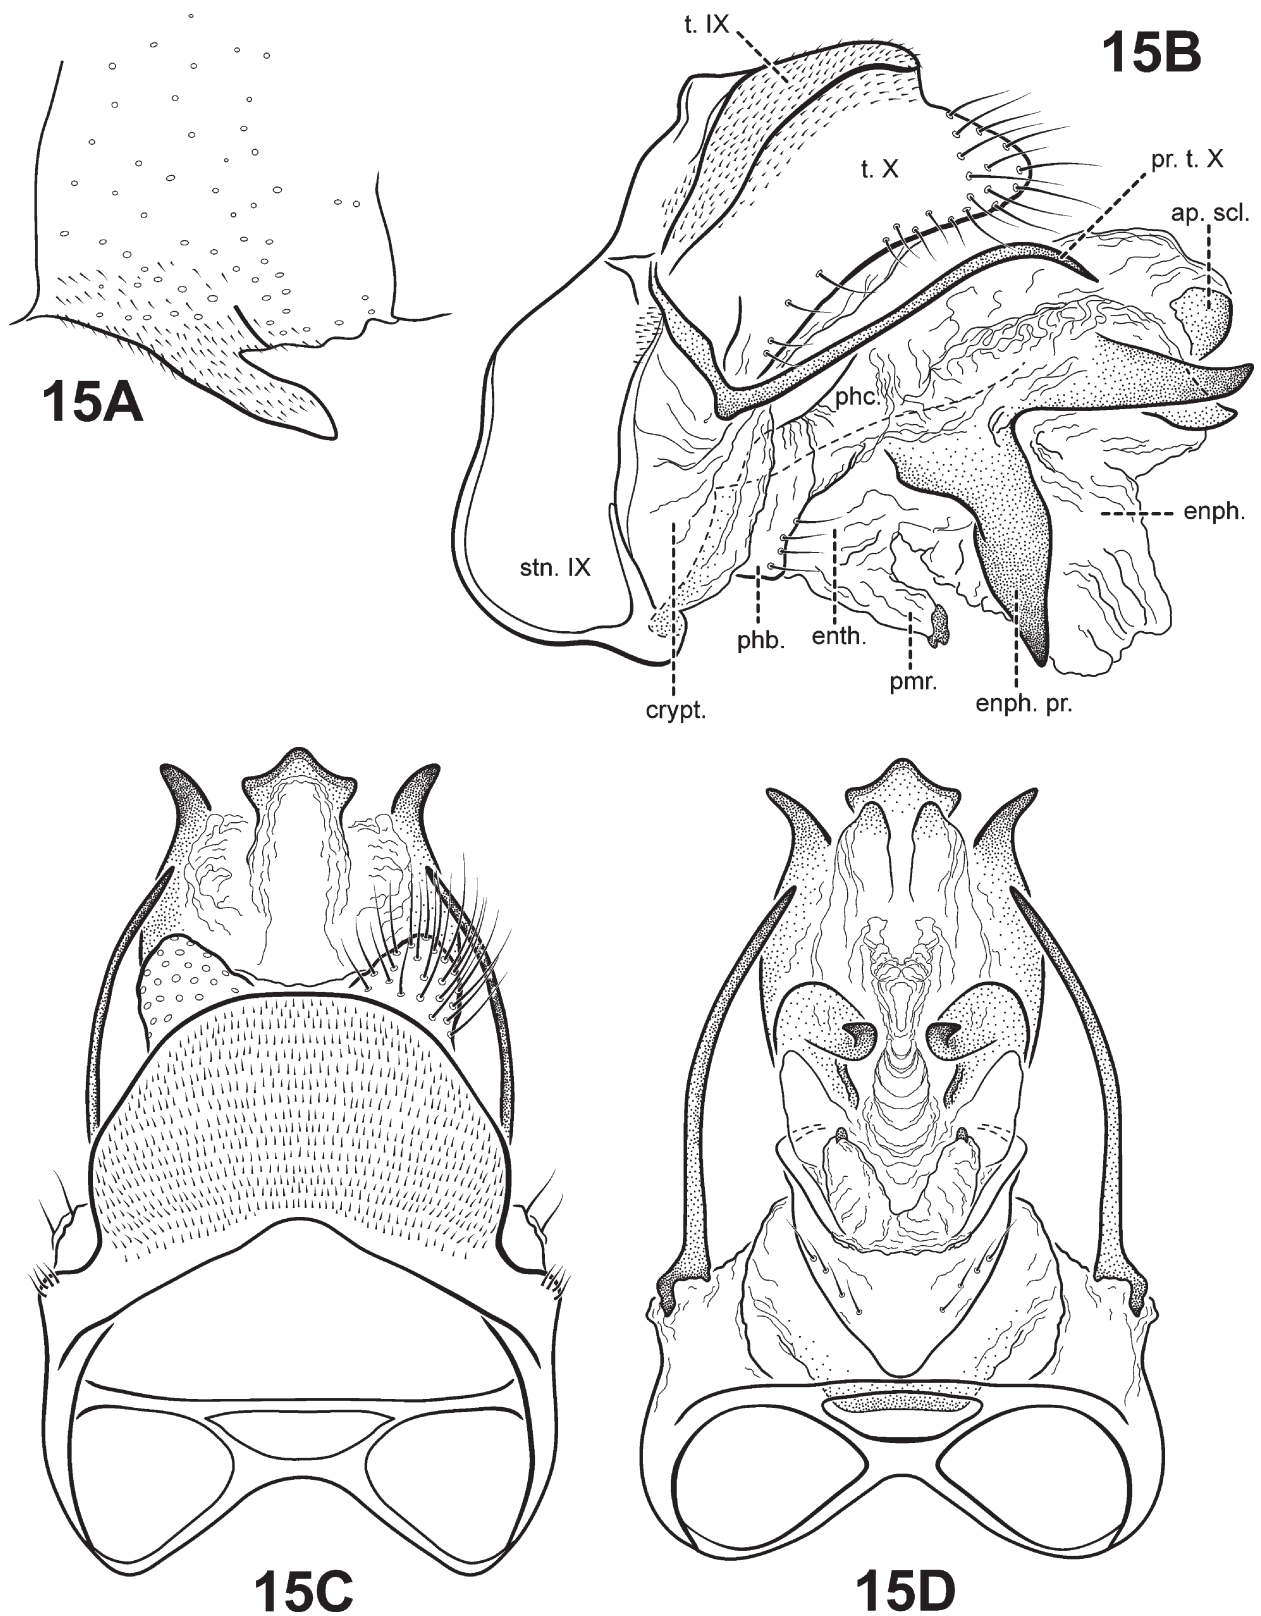 t. IX
15B
t. X
pr. t. X
ap. scl.
15A
phc.
enph.
stn. IX
phb.
enth.
pmr.
enph. pr.
crypt.
15C
15D